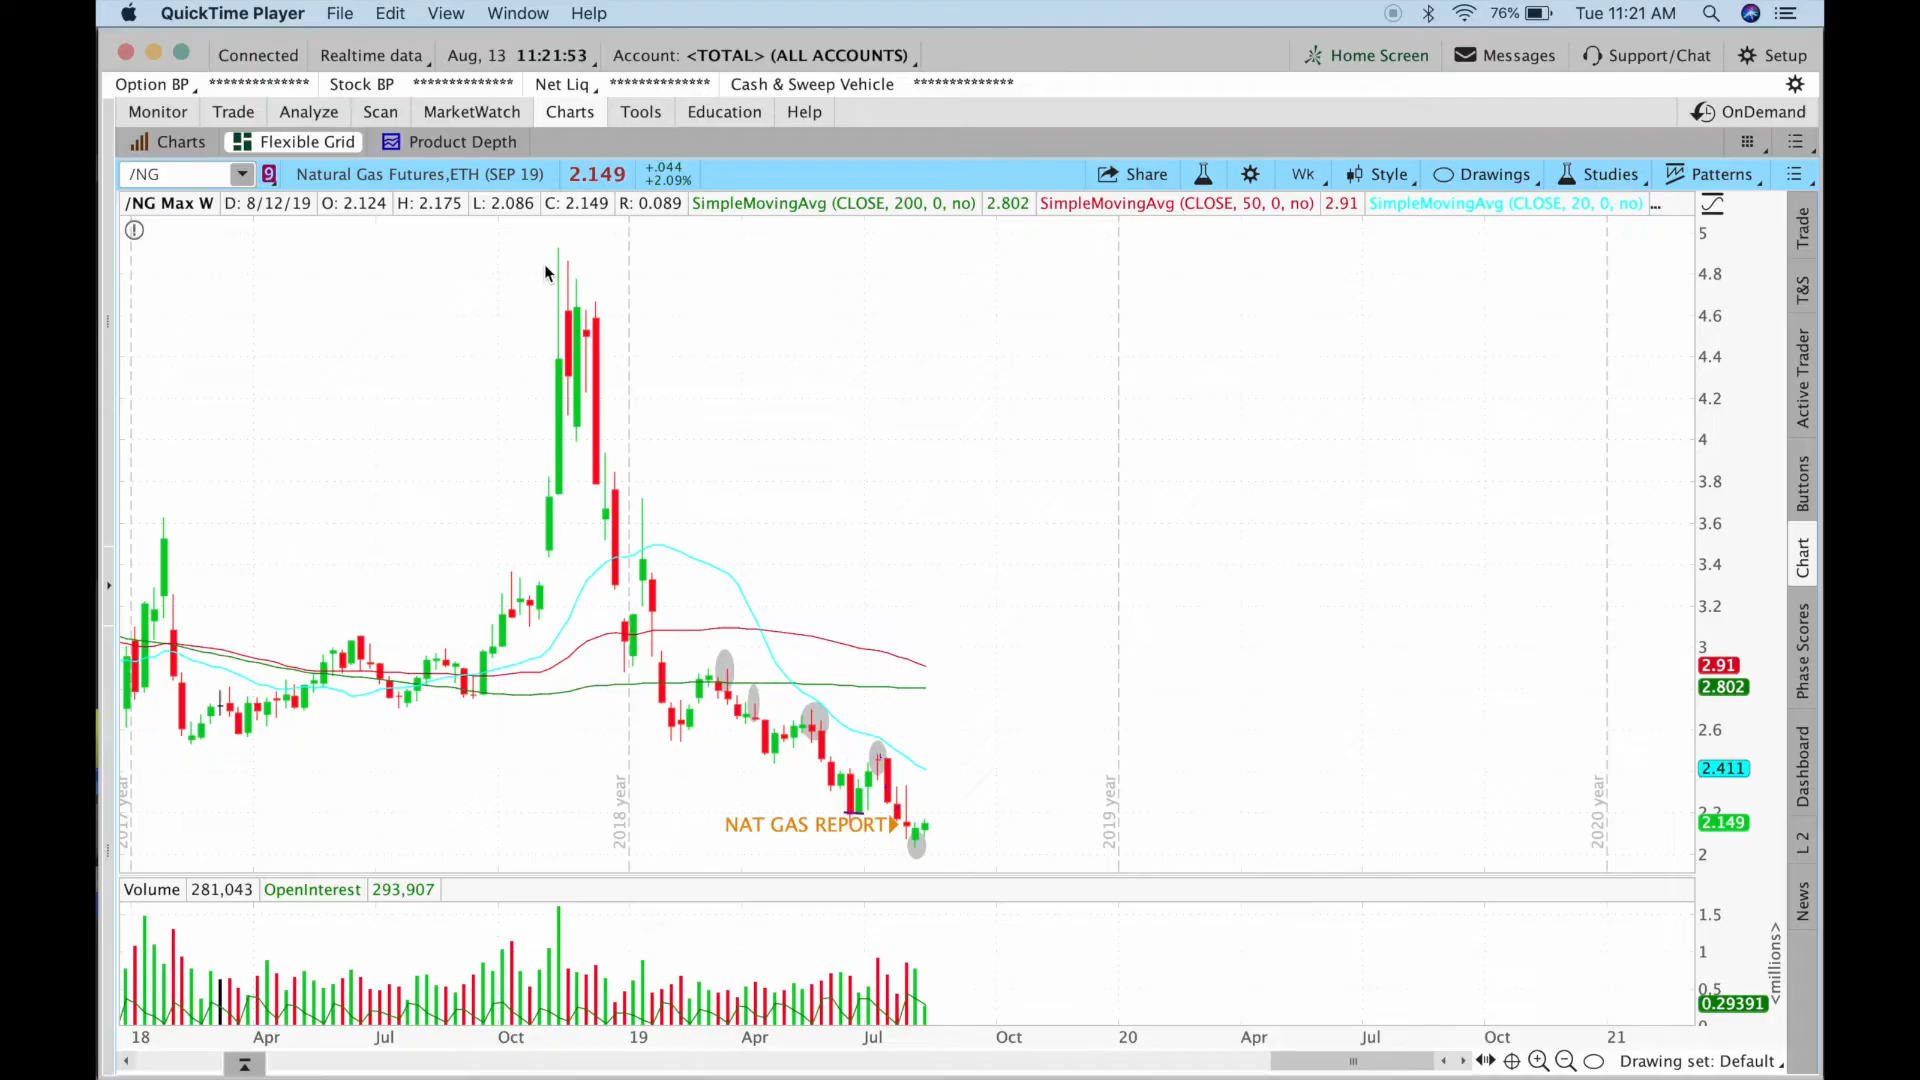 QuickTime Player File Edit View Window Help 76% Tue 11:21 AM
Connected Realtime data Aug, 13 11:21:53 Account: <TOTAL> (ALL ACCOUNTS) Home Screen Messages Support/Chat Setup
Option BP ************** Stock BP ************** Net Liq ************** Cash & Sweep Vehicle **************
Monitor Trade Analyze Scan MarketWatch Charts Tools Education Help OnDemand
Charts Flexible Grid Product Depth
/NG 9 Natural Gas Futures,ETH (SEP 19) 2.149 +.044 Share Wk Style Drawings Studies Patterns
+2.09%
/NG Max W D: 8/12/19 O: 2.124 H: 2.175 L: 2.086 C: 2.149 R: 0.089 SimpleMovingAvg (CLOSE, 200, 0, no) 2.802 SimpleMovingAvg (CLOSE, 50, 0, no) 2.91 SimpleMovingAvg (CLOSE, 20, 0, no) ...
5
4.8
4.6
4.4
4.2
4
3.8
3.6
3.4
3.2
3
2.91
2.802
2.6
2.411
2.2
2.149
2
2017 year
2018 year
2019 year
2020 year
NAT GAS REPORT
Volume 281,043 OpenInterest 293,907
1.5
1
0.5
0.29391
0
<millions>
18 Apr Jul Oct 19 Apr Jul Oct 20 Apr Jul Oct 21
Drawing set: Default
Trade
T&S
Active Trader
Buttons
Chart
Phase Scores
Dashboard
L 2
News